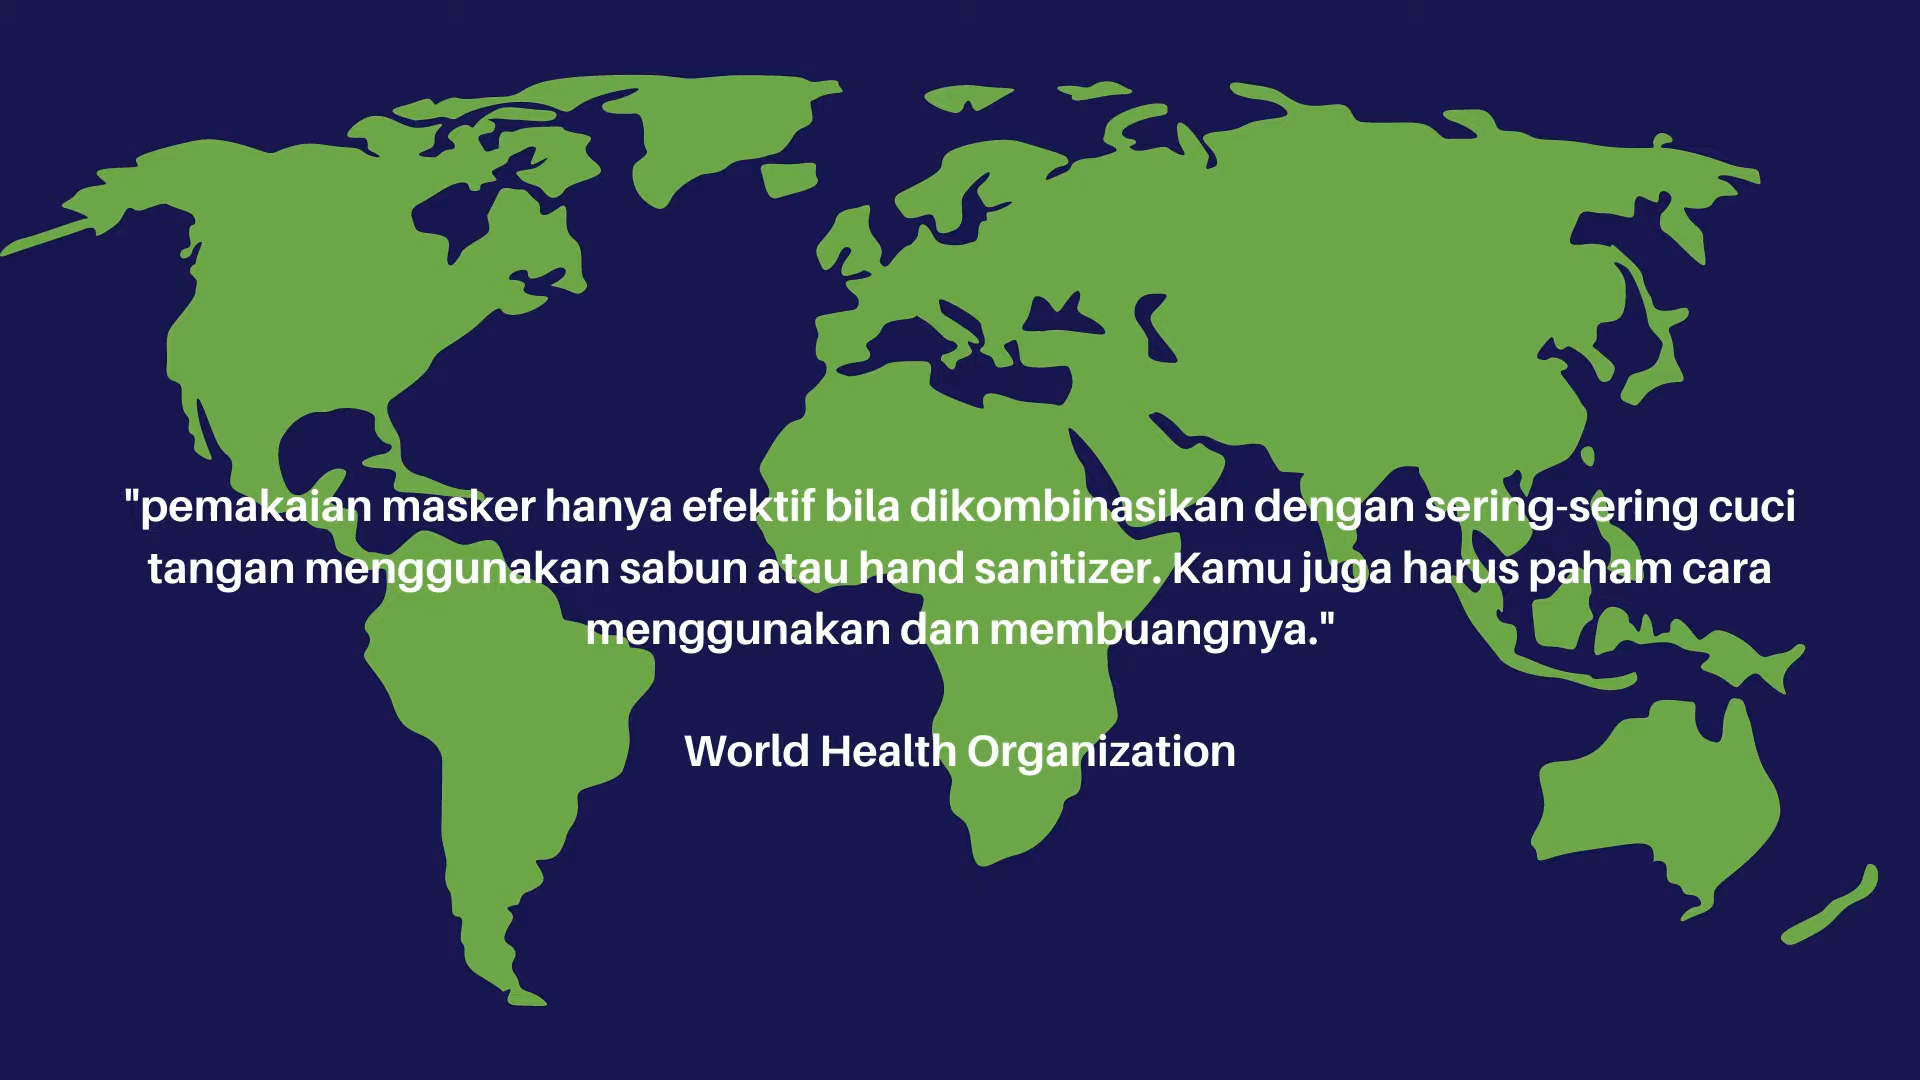 "pemakaian masker hanya efektif bila dikombinasikan dengan sering-sering cuci
tangan menggunakan sabun atau hand sanitizer. Kamu juga harus paham cara
menggunakan dan membuangnya."
World Health Organization